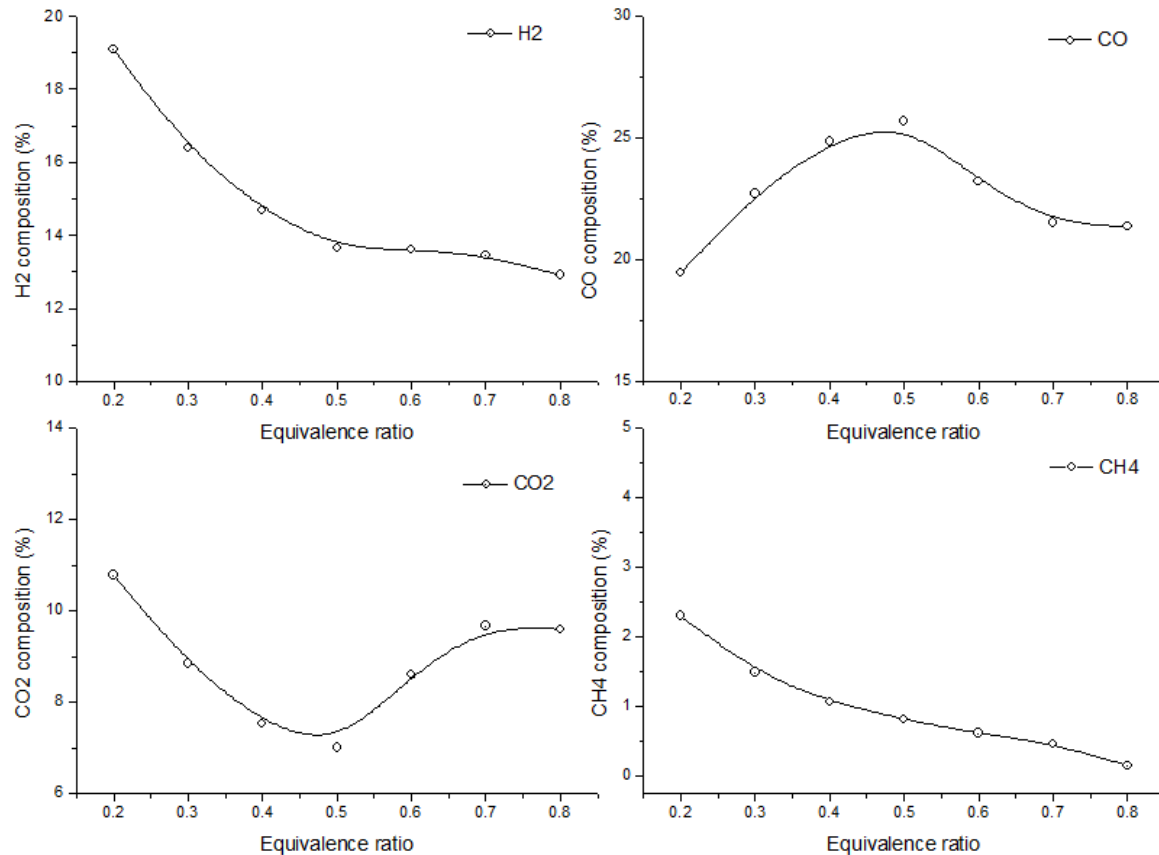 H2
H2 composition (%)
20
18
16
14
12
10
0.2 0.3 0.4 0.5 0.6 0.7 0.8
Equivalence ratio
CO
CO composition (%)
30
25
20
15
0.2 0.3 0.4 0.5 0.6 0.7 0.8
Equivalence ratio
CO2
CO2 composition (%)
14
12
10
8
6
0.2 0.3 0.4 0.5 0.6 0.7 0.8
Equivalence ratio
CH4
CH4 composition (%)
5
4
3
2
1
0
0.2 0.3 0.4 0.5 0.6 0.7 0.8
Equivalence ratio